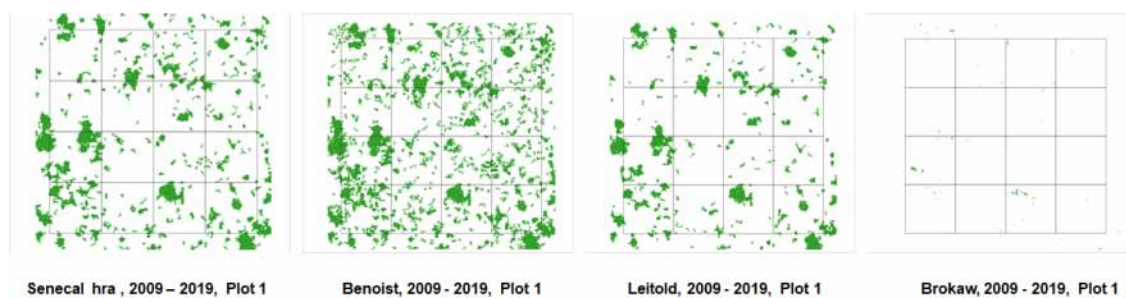 Senecal hra , 2009 – 2019, Plot 1
Benoist, 2009 - 2019, Plot 1
Leitold, 2009 - 2019, Plot 1
Brokaw, 2009 - 2019, Plot 1